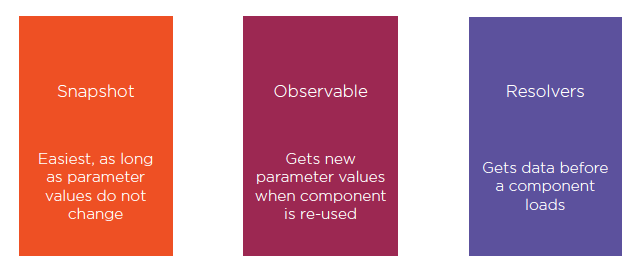 Snapshot
Easiest, as long
as parameter
values do not
change
Observable
Gets new
parameter values
when component
is re-used
Resolvers
Gets data before
a component
loads